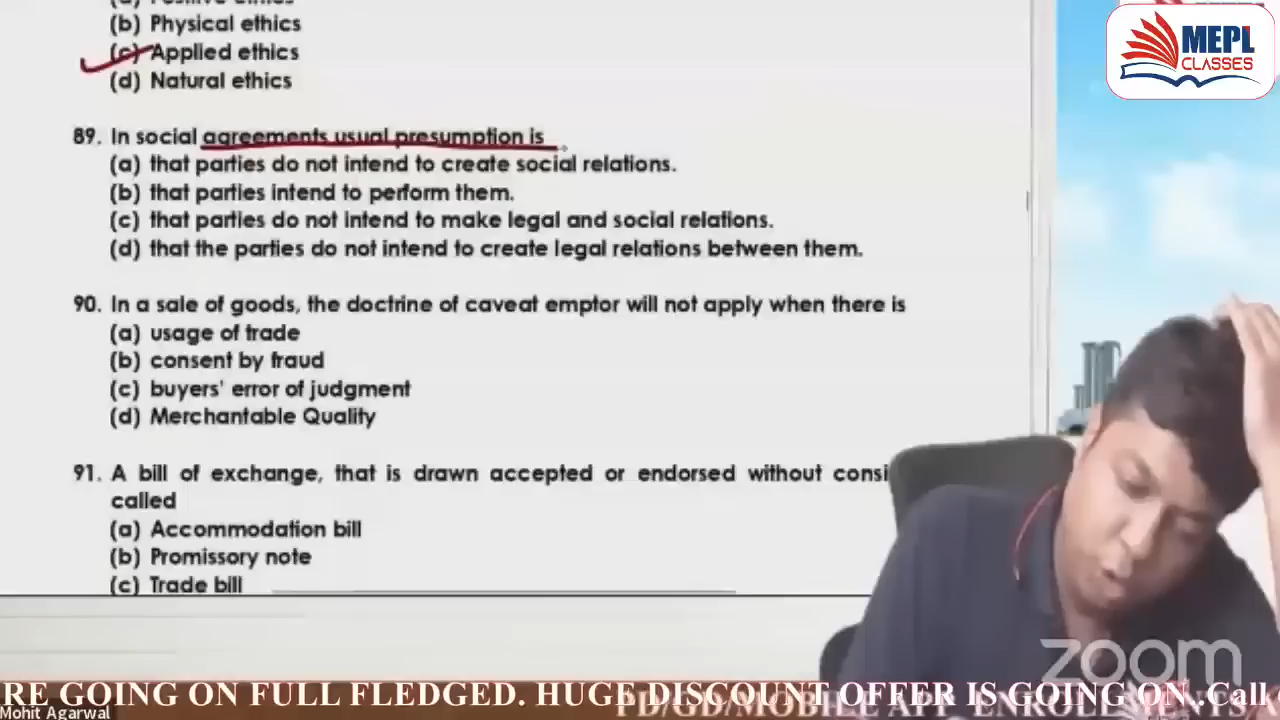 (b) Physical ethics
(c) Applied ethics
(d) Natural ethics
89. In social agreements usual presumption is
(a) that parties do not intend to create social relations.
(b) that parties intend to perform them.
(c) that parties do not intend to make legal and social relations.
(d) that the parties do not intend to create legal relations between them.
90. In a sale of goods, the doctrine of caveat emptor will not apply when there is
(a) usage of trade
(b) consent by fraud
(c) buyers' error of judgment
(d) Merchantable Quality
91. A bill of exchange, that is drawn accepted or endorsed without consi
called
(a) Accommodation bill
(b) Promissory note
(c) Trade bill
MEPL
CLASSES
zoom
RE GOING ON FULL FLEDGED. HUGE DISCOUNT OFFER IS GOING ON. Call
Mohit Agarwal